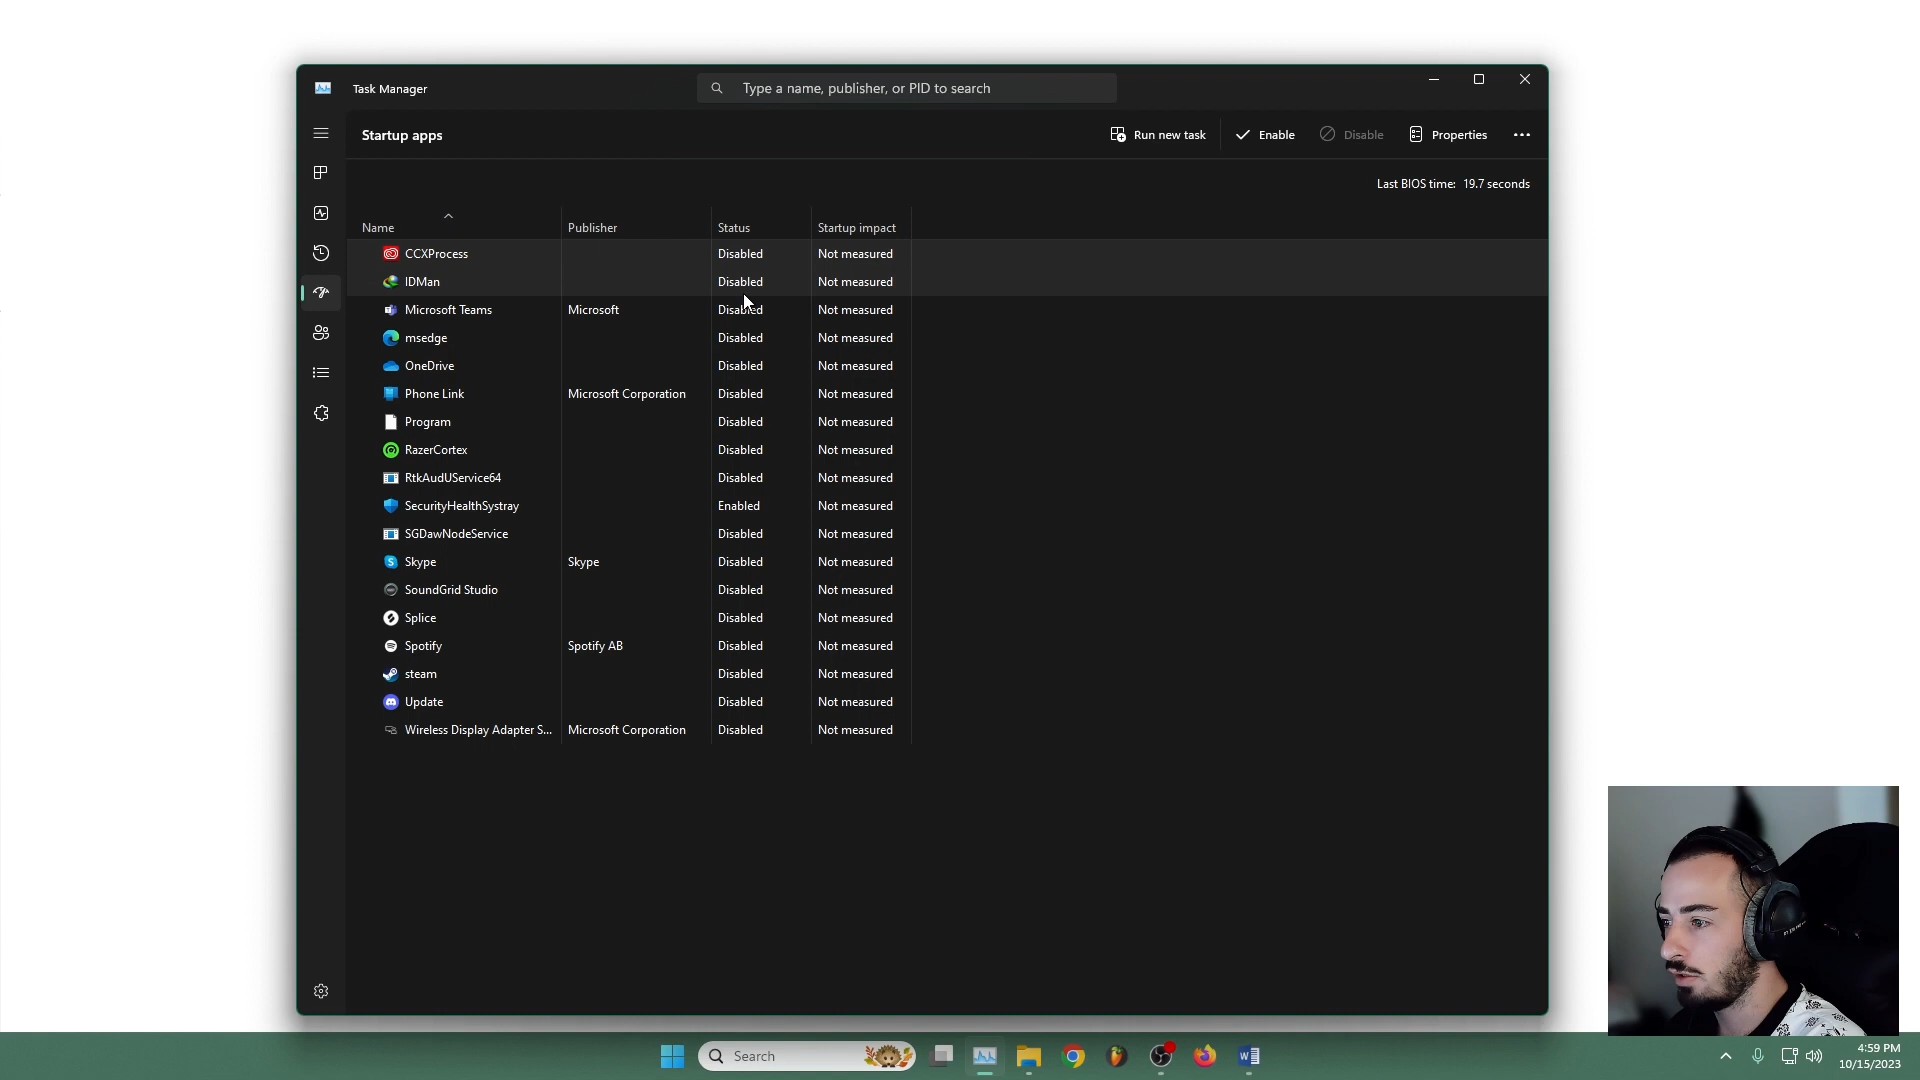 Task Manager
Type a name, publisher, or PID to search
Startup apps
Run new task
Enable
Disable
Properties
Last BIOS time: 19.7 seconds
Name Publisher Status Startup impact
CCXProcess Disabled Not measured
IDMan Disabled Not measured
Microsoft Teams Microsoft Disabled Not measured
msedge Disabled Not measured
OneDrive Disabled Not measured
Phone Link Microsoft Corporation Disabled Not measured
Program Disabled Not measured
RazerCortex Disabled Not measured
RtkAudUService64 Disabled Not measured
SecurityHealthSystray Enabled Not measured
SGDawNodeService Disabled Not measured
Skype Skype Disabled Not measured
SoundGrid Studio Disabled Not measured
Splice Disabled Not measured
Spotify Spotify AB Disabled Not measured
steam Disabled Not measured
Update Disabled Not measured
Wireless Display Adapter S... Microsoft Corporation Disabled Not measured
Search
4:59 PM
10/15/2023